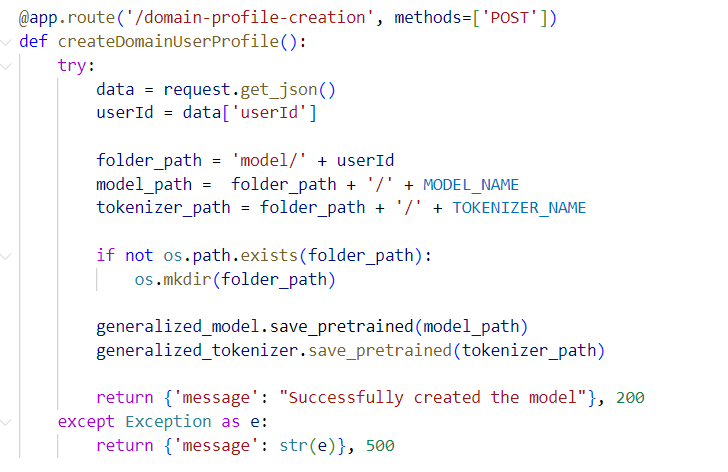 @app.route('/domain-profile-creation', methods=['POST'])
def createDomainUserProfile():
    try:
        data = request.get_json()
        userId = data['userId']

        folder_path = 'model/' + userId
        model_path =  folder_path + '/' + MODEL_NAME
        tokenizer_path = folder_path + '/' + TOKENIZER_NAME

        if not os.path.exists(folder_path):
            os.mkdir(folder_path)

        generalized_model.save_pretrained(model_path)
        generalized_tokenizer.save_pretrained(tokenizer_path)

        return {'message': "Successfully created the model"}, 200
    except Exception as e:
        return {'message': str(e)}, 500